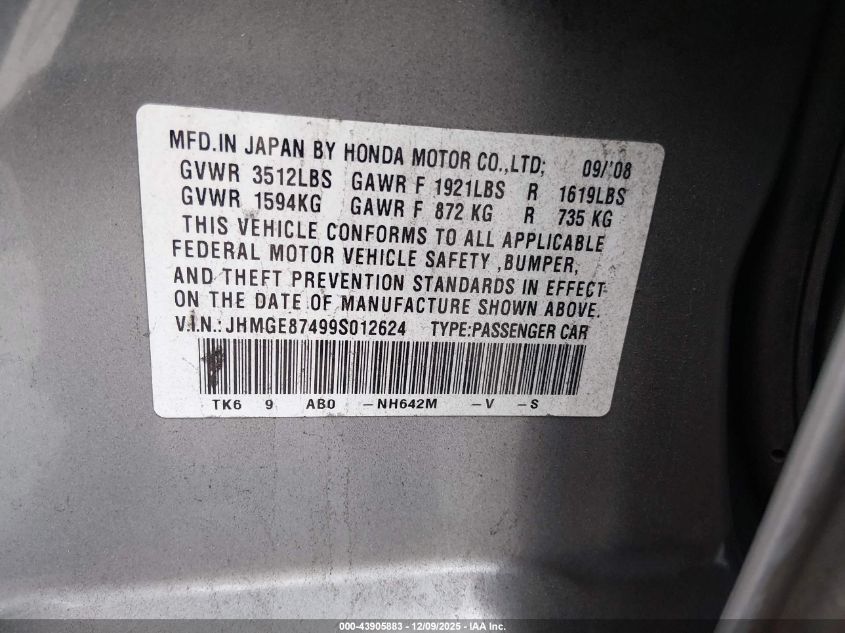 MFD.IN JAPAN BY HONDA MOTOR CO.,LTD; 09/'08
GVWR 3512LBS GAWR F 1921LBS R 1619LBS
GVWR 1594KG GAWR F 872 KG R 735 KG
THIS VEHICLE CONFORMS TO ALL APPLICABLE
FEDERAL MOTOR VEHICLE SAFETY ,BUMPER,
AND THEFT PREVENTION STANDARDS IN EFFECT
ON THE DATE OF MANUFACTURE SHOWN ABOVE.
V.I.N.: JHMGE87499S012624 TYPE:PASSENGER CAR
TK6 9 AB0 -NH642M -V -S
000-43905883 | 12/09/2025 - IAA Inc.